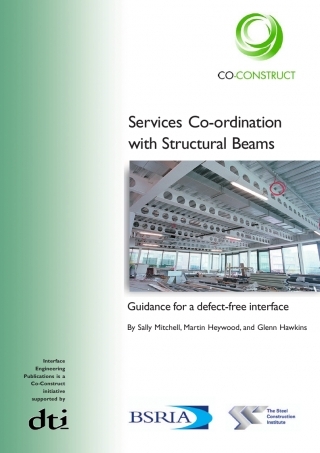 CO-CONSTRUCT
Services Co-ordination
with Structural Beams
Guidance for a defect-free interface
By Sally Mitchell, Martin Heywood, and Glenn Hawkins
Interface
Engineering
Publications is a
Co-Construct
initiative
supported by
dti
BSRIA
The Steel
Construction
Institute